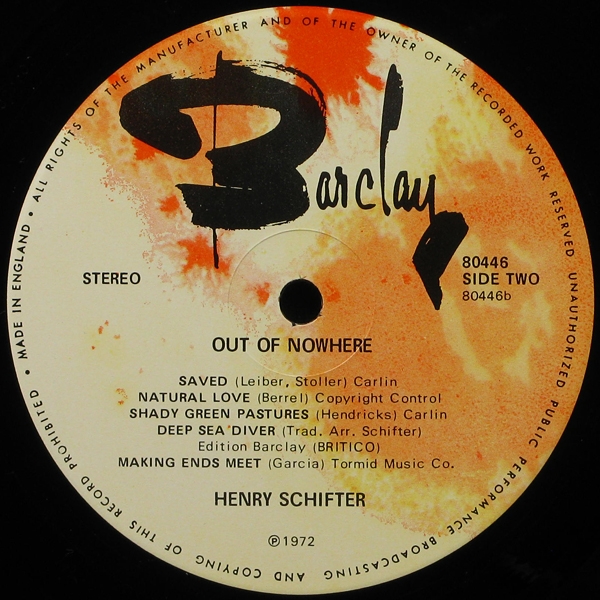 MADE IN ENGLAND • ALL RIGHTS OF THE MANUFACTURER AND OF THE OWNER OF THE RECORDED WORK RESERVED UNAUTHORIZED PUBLIC PERFORMANCE BROADCASTING AND COPYING OF THIS RECORD PROHIBITED •
Barclay
STEREO
80446
SIDE TWO
80446b
OUT OF NOWHERE
SAVED (Leiber, Stoller) Carlin
NATURAL LOVE (Berrel) Copyright Control
SHADY GREEN PASTURES (Hendricks) Carlin
DEEP SEA DIVER (Trad. Arr. Schifter)
Edition Barclay (BRITICO)
MAKING ENDS MEET (Garcia) Tormid Music Co.
HENRY SCHIFTER
℗1972